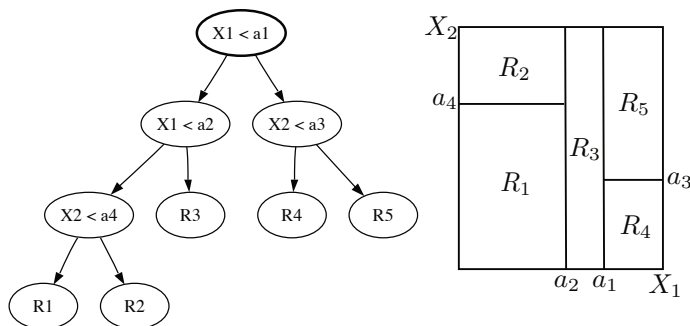 X1 < a1
X1 < a2
X2 < a3
X2 < a4
R3
R4
R5
R1
R2
X₂
R₂
a₄
R₅
R₃
R₁
a₃
R₄
a₂
a₁
X₁